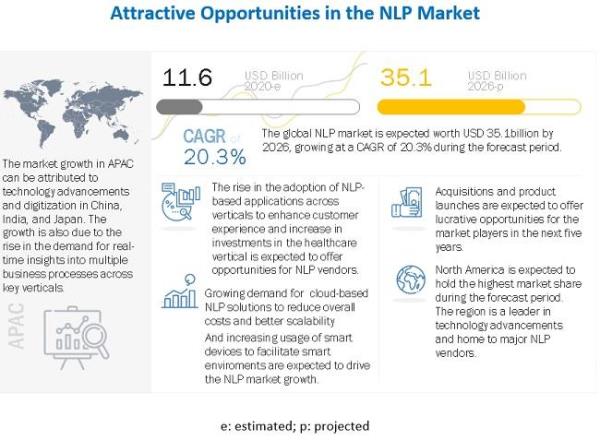 Attractive Opportunities in the NLP Market
11.6
USD Billion
2020-e
35.1
USD Billion
2026-p
CAGR of
20.3%
The global NLP market is expected worth USD 35.1billion by
2026, growing at a CAGR of 20.3% during the forecast period.
The market growth in APAC
can be attributed to
technology advancements
and digitization in China,
India, and Japan. The
growth is also due to the
rise in the demand for real-
time insights into multiple
business processes across
key verticals.
APAC
The rise in the adoption of NLP-
based applications across
verticals to enhance customer
experience and increase in
investments in the healthcare
vertical is expected to offer
opportunities for NLP vendors.
Growing demand for cloud-based
NLP solutions to reduce overall
costs and better scalability
And increasing usage of smart
devices to facilitate smart
enviroments are expected to drive
the NLP market growth.
Acquisitions and product
launches are expected to offer
lucrative opportunities for the
market players in the next five
years.
North America is expected to
hold the highest market share
during the forecast period.
The region is a leader in
technology advancements
and home to major NLP
vendors.
e: estimated; p: projected